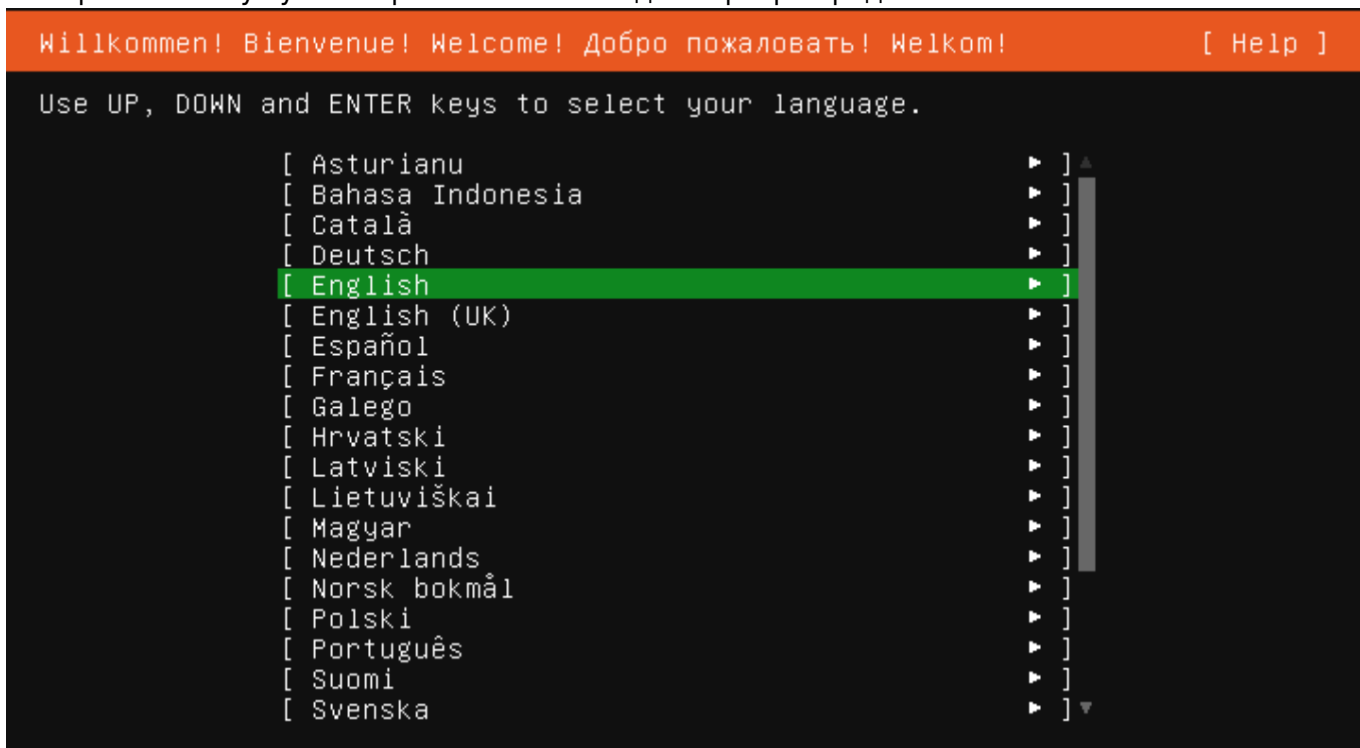 Willkommen! Bienvenue! Welcome! Добро пожаловать! Welkom! [ Help ]
Use UP, DOWN and ENTER keys to select your language.
[ Asturianu ► ]
[ Bahasa Indonesia ► ]
[ Català ► ]
[ Deutsch ► ]
[ English ► ]
[ English (UK) ► ]
[ Español ► ]
[ Français ► ]
[ Galego ► ]
[ Hrvatski ► ]
[ Latviski ► ]
[ Lietuviškai ► ]
[ Magyar ► ]
[ Nederlands ► ]
[ Norsk bokmål ► ]
[ Polski ► ]
[ Português ► ]
[ Suomi ► ]
[ Svenska ► ]